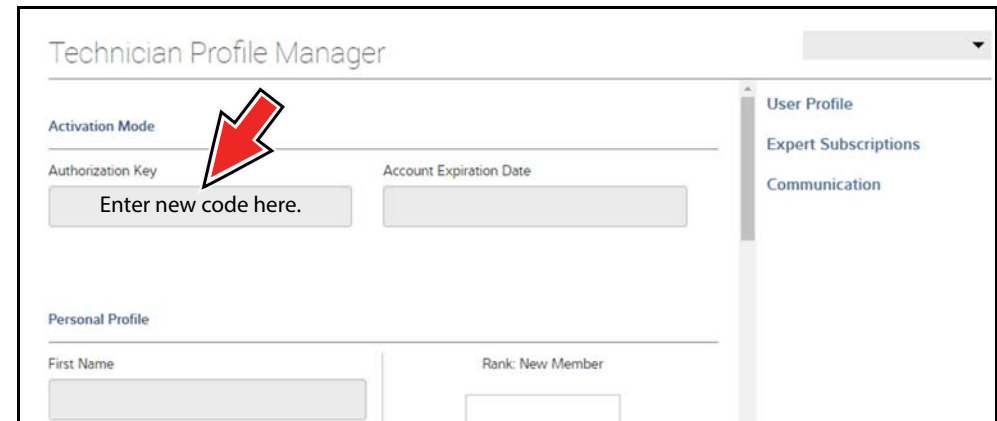 Technician Profile Manager
Activation Mode
Authorization Key
Account Expiration Date
Enter new code here.
Personal Profile
First Name
Rank: New Member
User Profile
Expert Subscriptions
Communication